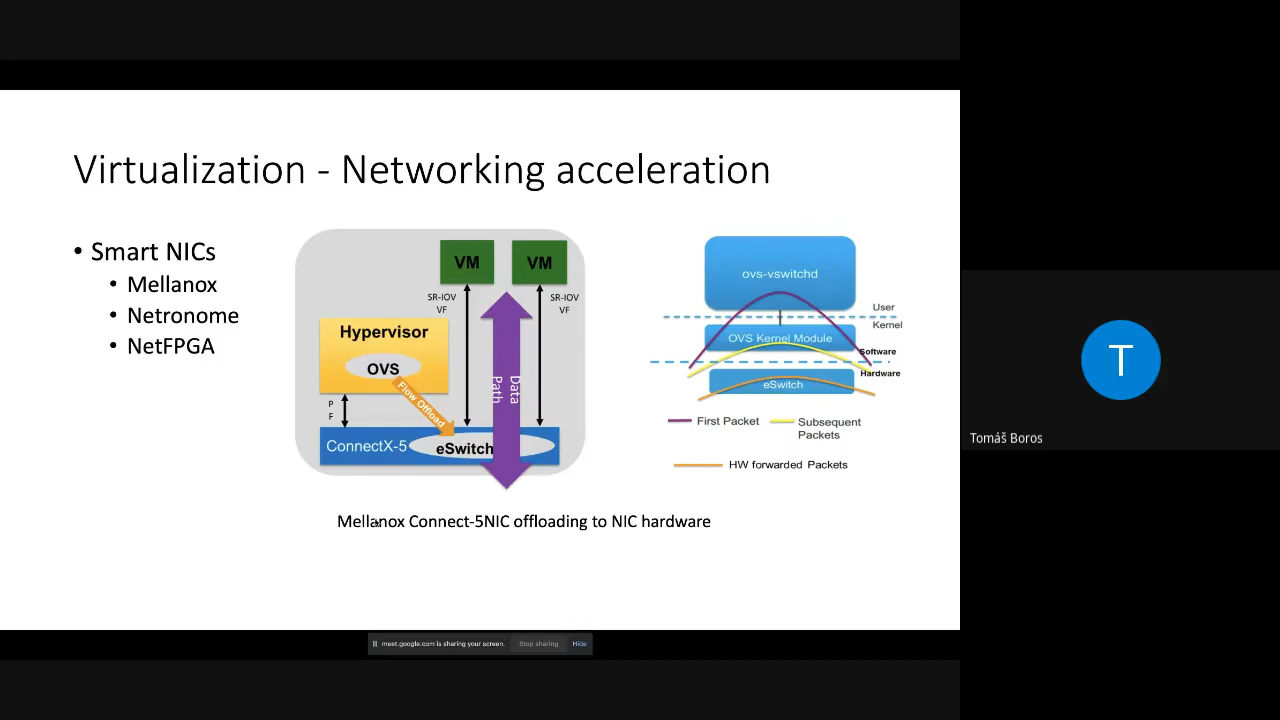 Virtualization - Networking acceleration
• Smart NICs
• Mellanox
• Netronome
• NetFPGA
VM
VM
SR-IOV
VF
SR-IOV
VF
Hypervisor
OVS
Flow Offload
P
F
Data
Path
ConnectX-5
eSwitch
ovs-vswitchd
User
Kernel
OVS Kernel Module
Software
Hardware
eSwitch
First Packet
Subsequent
Packets
HW forwarded Packets
Mellanox Connect-5NIC offloading to NIC hardware
T
Tomáš Boros
meet.google.com is sharing your screen.
Stop sharing
Hide